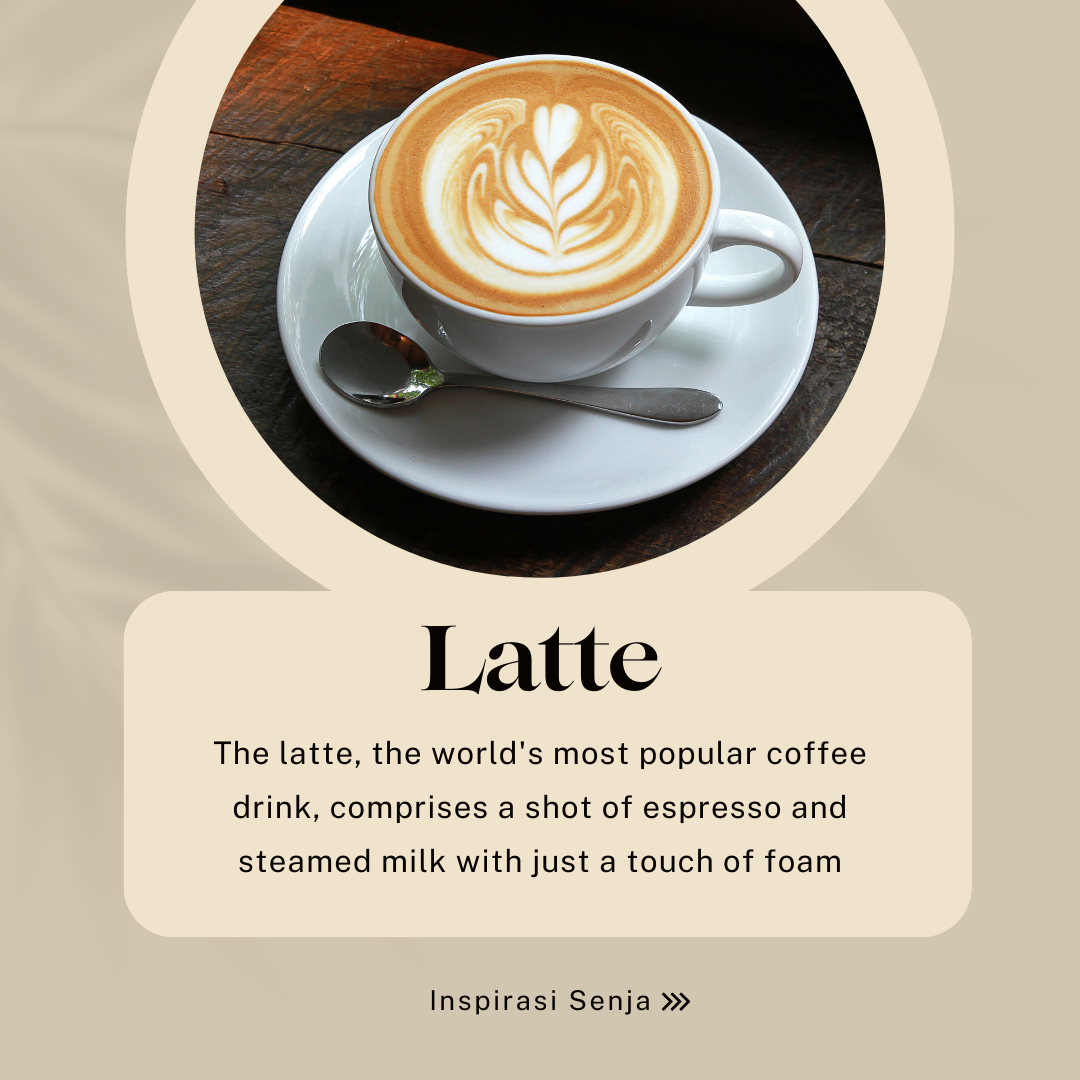 Latte
The latte, the world's most popular coffee
drink, comprises a shot of espresso and
steamed milk with just a touch of foam
Inspirasi Senja